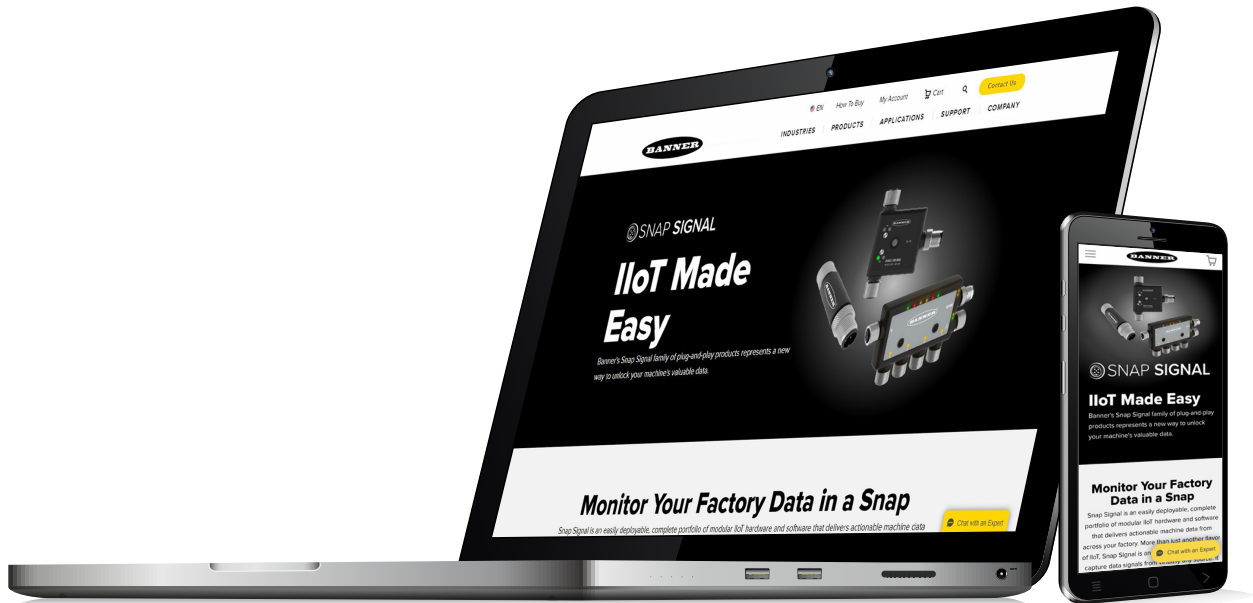 EN How To Buy My Account Cart Contact Us
BANNER
INDUSTRIES PRODUCTS APPLICATIONS SUPPORT COMPANY
SNAP SIGNAL
IIoT Made
Easy
Banner's Snap Signal family of plug-and-play products represents a new
way to unlock your machine's valuable data.
BANNER
BANNER
Monitor Your Factory Data in a Snap
Snap Signal is an easily deployable, complete portfolio of modular IIoT hardware and software that delivers actionable machine data
Chat with an Expert
BANNER
SNAP SIGNAL
IIoT Made Easy
Banner's Snap Signal family of plug-and-play
products represents a new way to unlock
your machine's valuable data.
Monitor Your Factory
Data in a Snap
Snap Signal is an easily deployable, complete
portfolio of modular IIoT hardware and software
that delivers actionable machine data from
across your factory. More than just another flavor
of IIoT, Snap Signal is an
Chat with an Expert
capture data signals from